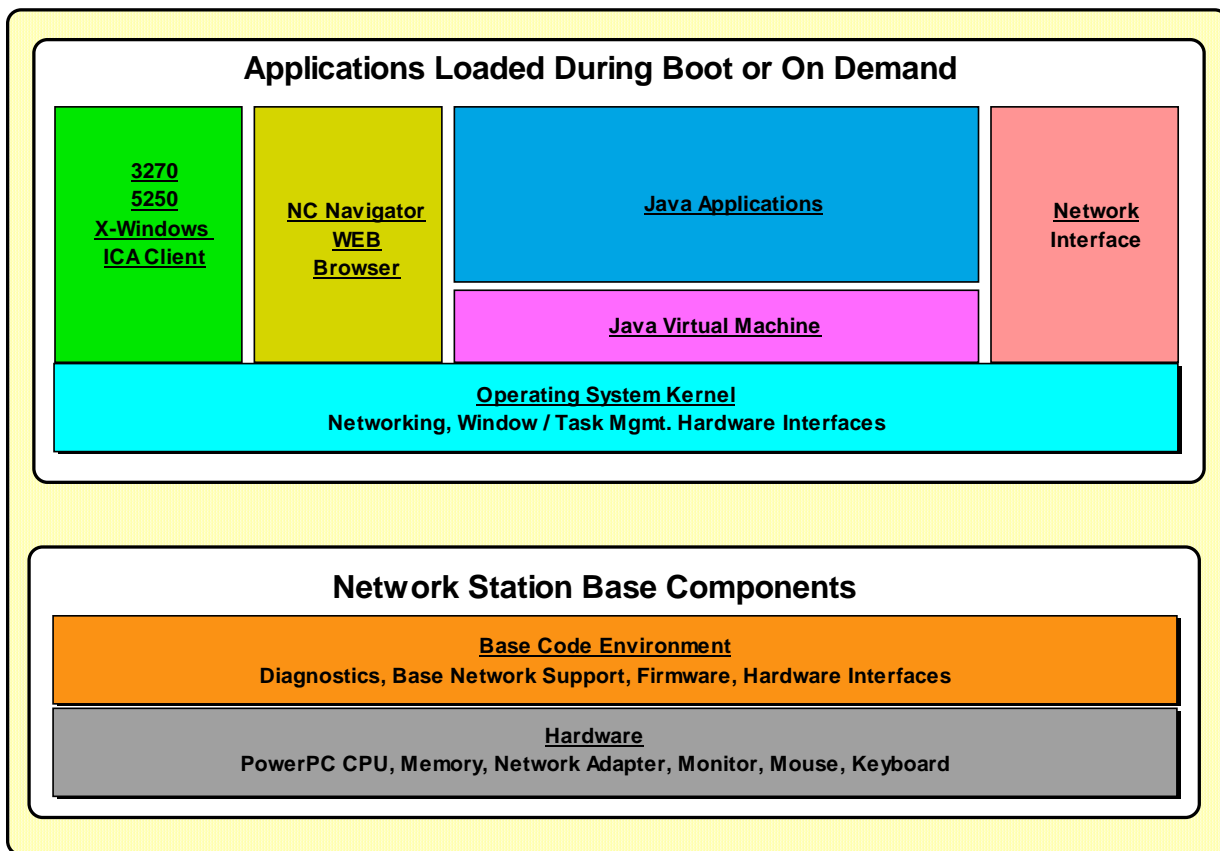 Applications Loaded During Boot or On Demand
3270
5250
X-Windows
ICA Client
NC Navigator
WEB
Browser
Java Applications
Java Virtual Machine
Network
Interface
Operating System Kernel
Networking, Window / Task Mgmt. Hardware Interfaces
Network Station Base Components
Base Code Environment
Diagnostics, Base Network Support, Firmware, Hardware Interfaces
Hardware
PowerPC CPU, Memory, Network Adapter, Monitor, Mouse, Keyboard